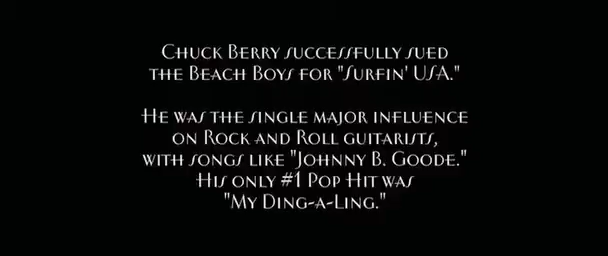 Chuck Berry successfully sued
the Beach Boys for "Surfin' USA."
He was the single major influence
on Rock and Roll guitarists,
with songs like "Johnny B. Goode."
His only #1 Pop Hit was
"My Ding-a-Ling."